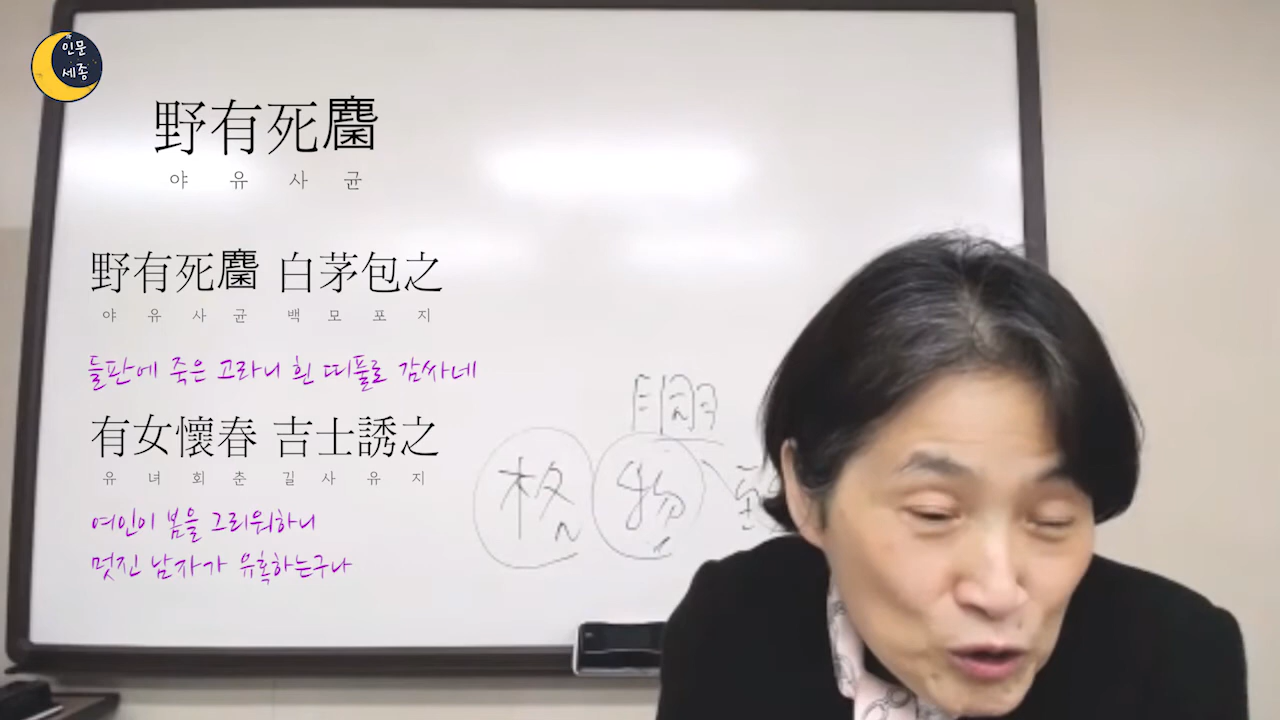 인문
세종
野有死麕
야 유 사 균
野有死麕 白茅包之
야 유 사 균 백 모 포 지
들판에 죽은 고라니 흰 띠풀로 감싸네
有女懷春 吉士誘之
유 녀 회 춘 길 사 유 지
여인이 봄을 그리워하니
멋진 남자가 유혹하는구나
格 物